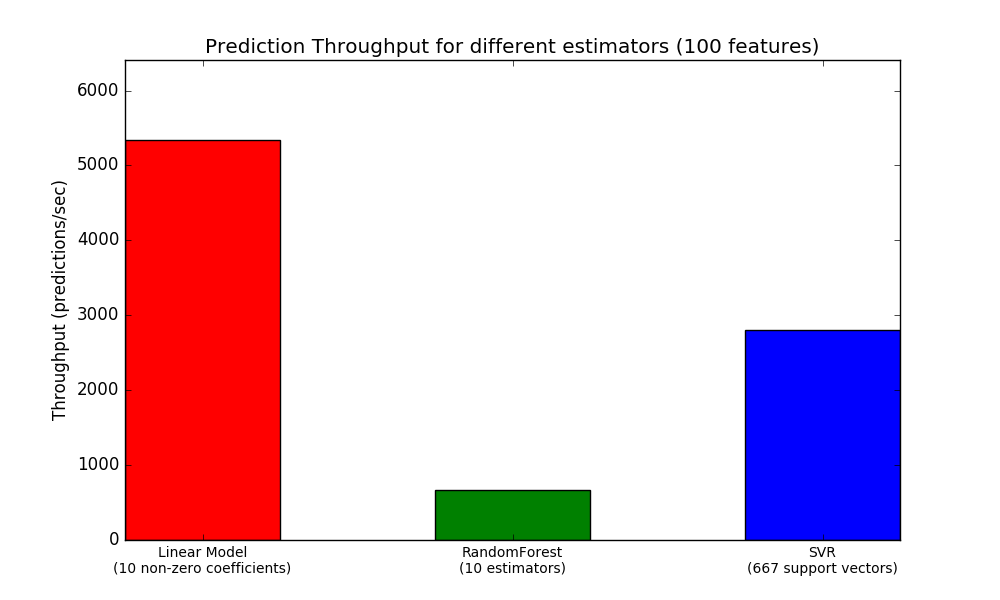 Prediction Throughput for different estimators (100 features)
Throughput (predictions/sec)
6000
5000
4000
3000
2000
1000
0
Linear Model
(10 non-zero coefficients)
RandomForest
(10 estimators)
SVR
(667 support vectors)